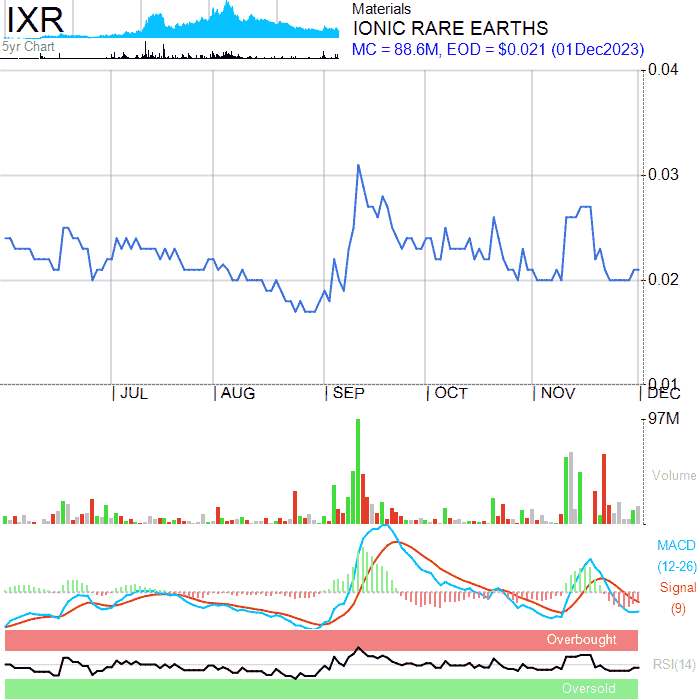 IXR
5yr Chart
Materials
IONIC RARE EARTHS
MC = 88.6M, EOD = $0.021 (01Dec2023)
0.04
0.03
0.02
0.01
JUL AUG SEP OCT NOV DEC
97M
Volume
MACD
(12-26)
Signal
(9)
Overbought
RSI(14)
Oversold